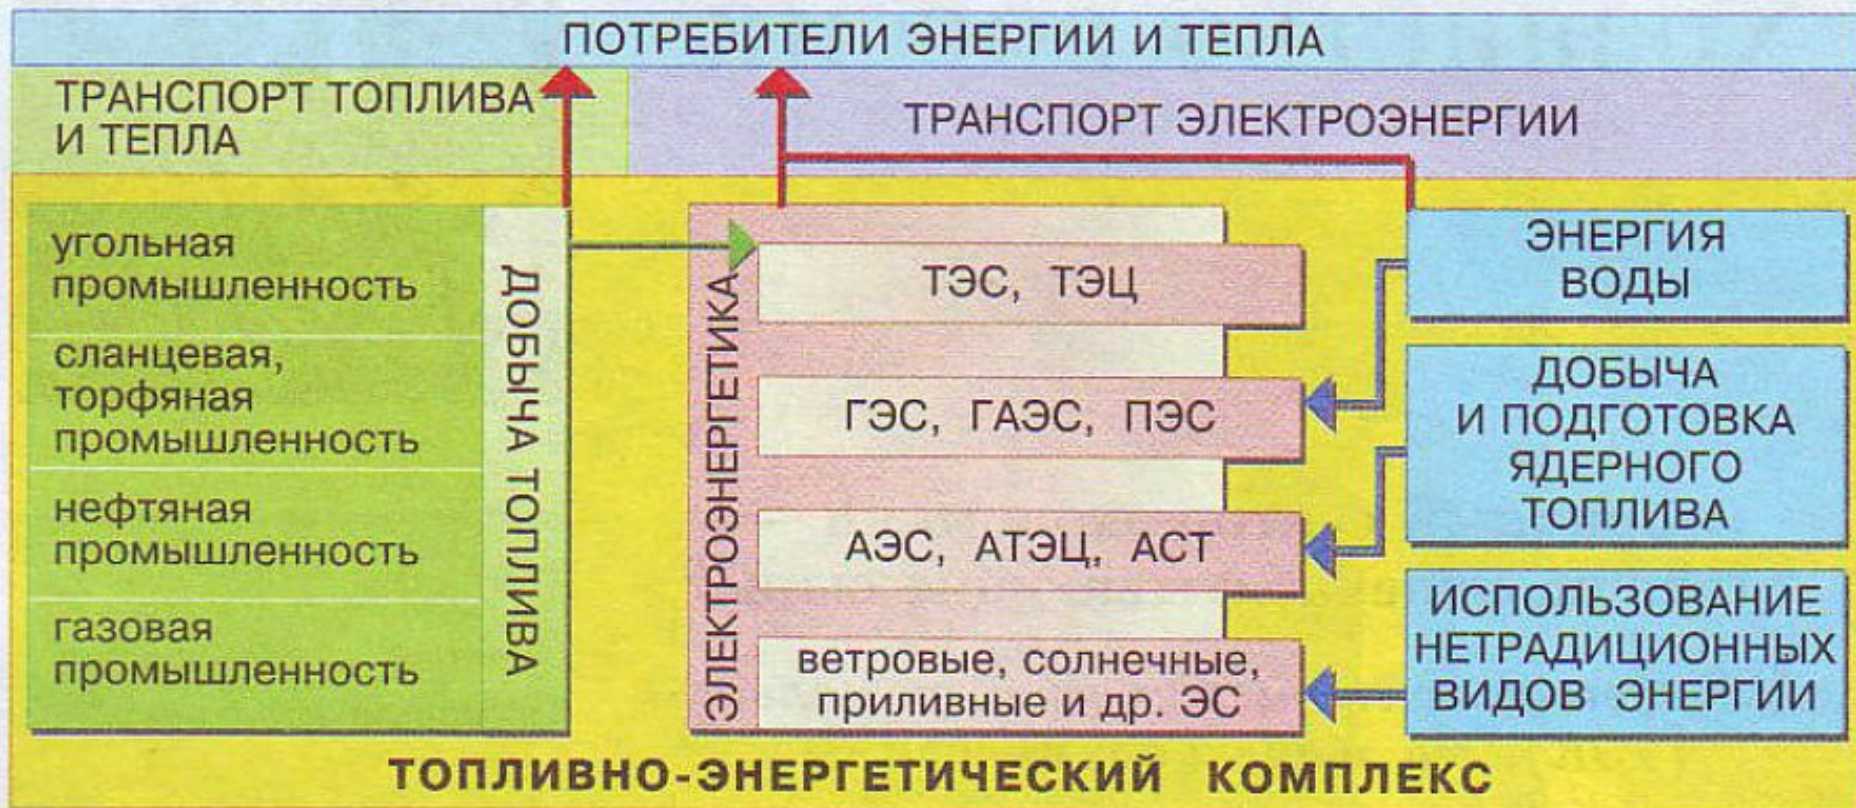 ПОТРЕБИТЕЛИ ЭНЕРГИИ И ТЕПЛА
ТРАНСПОРТ ТОПЛИВА
И ТЕПЛА
ТРАНСПОРТ ЭЛЕКТРОЭНЕРГИИ
угольная
промышленность
сланцевая,
торфяная
промышленность
нефтяная
промышленность
газовая
промышленность
ДОБЫЧА ТОПЛИВА
ЭЛЕКТРОЭНЕРГЕТИКА
ТЭС, ТЭЦ
ГЭС, ГАЭС, ПЭС
АЭС, АТЭЦ, АСТ
ветровые, солнечные,
приливные и др. ЭС
ЭНЕРГИЯ
ВОДЫ
ДОБЫЧА
И ПОДГОТОВКА
ЯДЕРНОГО
ТОПЛИВА
ИСПОЛЬЗОВАНИЕ
НЕТРАДИЦИОННЫХ
ВИДОВ ЭНЕРГИИ
ТОПЛИВНО-ЭНЕРГЕТИЧЕСКИЙ КОМПЛЕКС